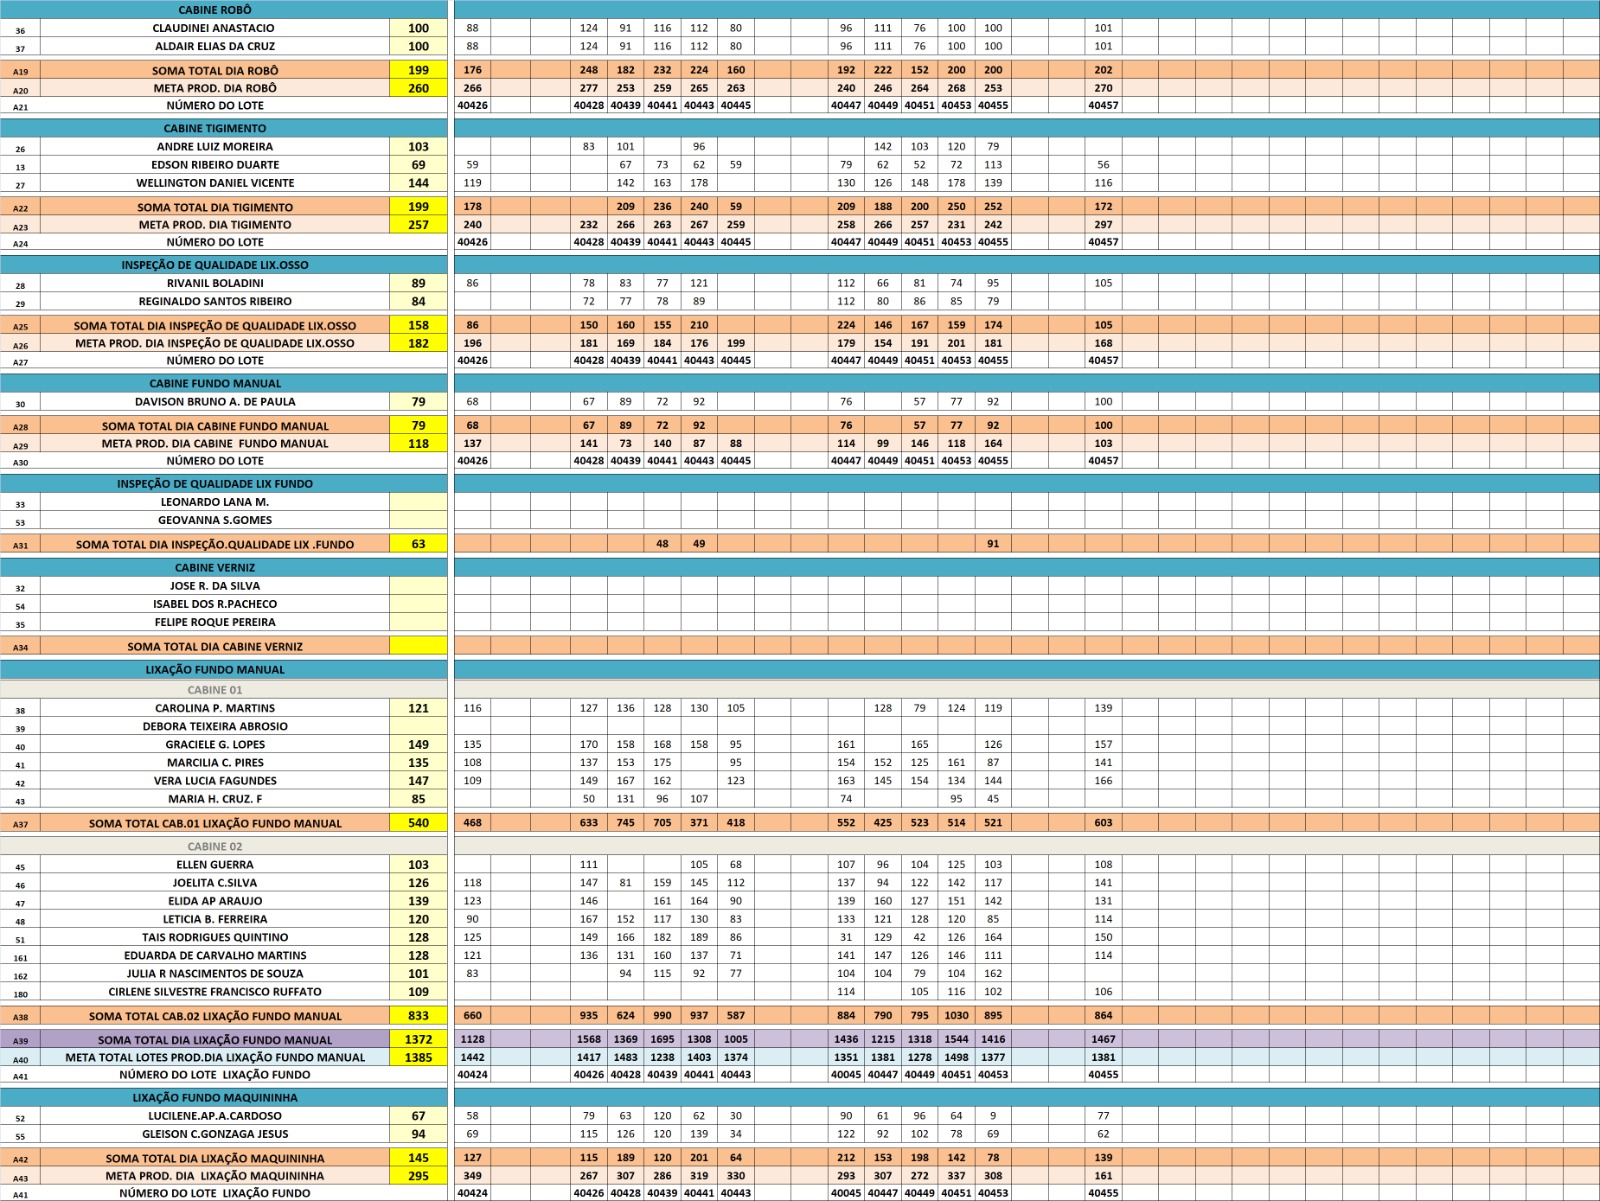 CABINE ROBÔ
36 CLAUDINEI ANASTACIO 100 88 124 91 116 112 80 96 111 76 100 100 101
37 ALDAIR ELIAS DA CRUZ 100 88 124 91 116 112 80 96 111 76 100 100 101
A19 SOMA TOTAL DIA ROBÔ 199 176 248 182 232 224 160 192 222 152 200 200 202
A20 META PROD. DIA ROBÔ 260 266 277 253 259 265 263 240 246 264 268 253 270
A21 NÚMERO DO LOTE 40426 40428 40439 40441 40443 40445 40447 40449 40451 40453 40455 40457
CABINE TIGIMENTO
26 ANDRE LUIZ MOREIRA 103 83 101 96 142 103 120 79
13 EDSON RIBEIRO DUARTE 69 59 67 73 62 59 79 62 52 72 113 56
27 WELLINGTON DANIEL VICENTE 144 119 142 163 178 130 126 148 178 139 116
A22 SOMA TOTAL DIA TIGIMENTO 199 178 209 236 240 59 209 188 200 250 252 172
A23 META PROD. DIA TIGIMENTO 257 240 232 266 263 267 259 258 266 257 231 242 297
A24 NÚMERO DO LOTE 40426 40428 40439 40441 40443 40445 40447 40449 40451 40453 40455 40457
INSPEÇÃO DE QUALIDADE LIX.OSSO
28 RIVANIL BOLADINI 89 86 78 83 77 121 112 66 81 74 95 105
29 REGINALDO SANTOS RIBEIRO 84 72 77 78 89 112 80 86 85 79
A25 SOMA TOTAL DIA INSPEÇÃO DE QUALIDADE LIX.OSSO 158 86 150 160 155 210 224 146 167 159 174 105
A26 META PROD. DIA INSPEÇÃO DE QUALIDADE LIX.OSSO 182 196 181 169 184 176 199 179 154 191 201 181 168
A27 NÚMERO DO LOTE 40426 40428 40439 40441 40443 40445 40447 40449 40451 40453 40455 40457
CABINE FUNDO MANUAL
30 DAVISON BRUNO A. DE PAULA 79 68 67 89 72 92 76 57 77 92 100
A28 SOMA TOTAL DIA CABINE FUNDO MANUAL 79 68 67 89 72 92 76 57 77 92 100
A29 META PROD. DIA CABINE FUNDO MANUAL 118 137 141 73 140 87 88 114 99 146 118 164 103
A30 NÚMERO DO LOTE 40426 40428 40439 40441 40443 40445 40447 40449 40451 40453 40455 40457
INSPEÇÃO DE QUALIDADE LIX FUNDO
33 LEONARDO LANA M.
53 GEOVANNA S.GOMES
A31 SOMA TOTAL DIA INSPEÇÃO.QUALIDADE LIX .FUNDO 63 48 49 91
CABINE VERNIZ
32 JOSE R. DA SILVA
54 ISABEL DOS R.PACHECO
35 FELIPE ROQUE PEREIRA
A34 SOMA TOTAL DIA CABINE VERNIZ
LIXAÇÃO FUNDO MANUAL
CABINE 01
38 CAROLINA P. MARTINS 121 116 127 136 128 130 105 128 79 124 119 139
39 DEBORA TEIXEIRA ABROSIO
40 GRACIELE G. LOPES 149 135 170 158 168 158 95 161 165 126 157
41 MARCILIA C. PIRES 135 108 137 153 175 95 154 152 125 161 87 141
42 VERA LUCIA FAGUNDES 147 109 149 167 162 123 163 145 154 134 144 166
43 MARIA H. CRUZ. F 85 50 131 96 107 74 95 45
A37 SOMA TOTAL CAB.01 LIXAÇÃO FUNDO MANUAL 540 468 633 745 705 371 418 552 425 523 514 521 603
CABINE 02
45 ELLEN GUERRA 103 111 105 68 107 96 104 125 103 108
46 JOELITA C.SILVA 126 118 147 81 159 145 112 137 94 122 142 117 141
47 ELIDA AP ARAUJO 139 123 146 161 164 90 139 160 127 151 142 131
48 LETICIA B. FERREIRA 120 90 167 152 117 130 83 133 121 128 120 85 114
51 TAIS RODRIGUES QUINTINO 128 125 149 166 182 189 86 31 129 42 126 164 150
161 EDUARDA DE CARVALHO MARTINS 128 121 136 131 160 137 71 141 147 126 146 111 114
162 JULIA R NASCIMENTOS DE SOUZA 101 83 94 115 92 77 104 104 79 104 162
180 CIRLENE SILVESTRE FRANCISCO RUFFATO 109 114 105 116 102 106
A38 SOMA TOTAL CAB.02 LIXAÇÃO FUNDO MANUAL 833 660 935 624 990 937 587 884 790 795 1030 895 864
A39 SOMA TOTAL DIA LIXAÇÃO FUNDO MANUAL 1372 1128 1568 1369 1695 1308 1005 1436 1215 1318 1544 1416 1467
A40 META TOTAL LOTES PROD.DIA LIXAÇÃO FUNDO MANUAL 1385 1442 1417 1483 1238 1403 1374 1351 1381 1278 1498 1377 1381
A41 NÚMERO DO LOTE LIXAÇÃO FUNDO 40424 40426 40428 40439 40441 40443 40045 40447 40449 40451 40453 40455
LIXAÇÃO FUNDO MAQUININHA
52 LUCILENE.AP.A.CARDOSO 67 58 79 63 120 62 30 90 61 96 64 9 77
55 GLEISON C.GONZAGA JESUS 94 69 115 126 120 139 34 122 92 102 78 69 62
A42 SOMA TOTAL DIA LIXAÇÃO MAQUININHA 145 127 115 189 120 201 64 212 153 198 142 78 139
A43 META PROD. DIA LIXAÇÃO MAQUININHA 295 349 267 307 286 319 330 293 307 272 337 308 161
A41 NÚMERO DO LOTE LIXAÇÃO FUNDO 40424 40426 40428 40439 40441 40443 40045 40447 40449 40451 40453 40455